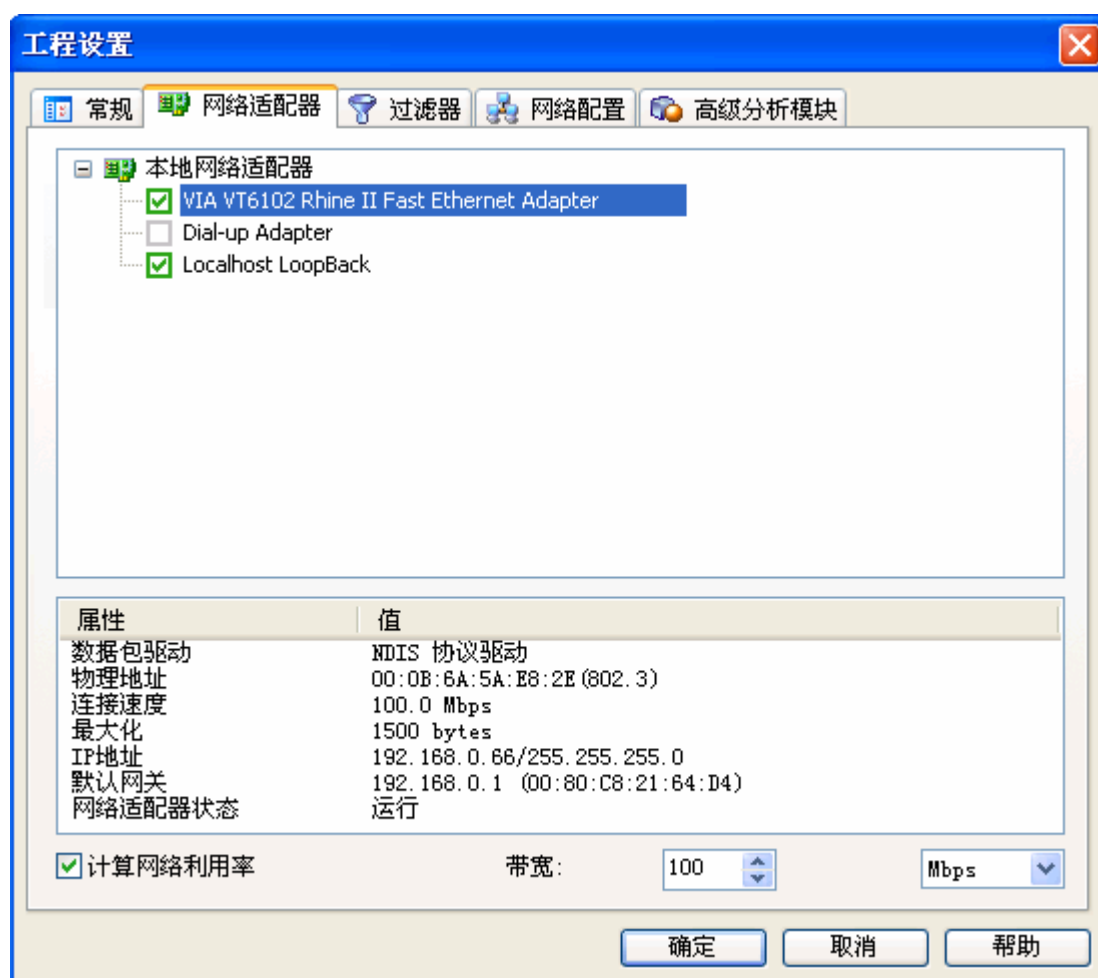 工程设置
常规 网络适配器 过滤器 网络配置 高级分析模块
本地网络适配器
VIA VT6102 Rhine II Fast Ethernet Adapter
Dial-up Adapter
Localhost LoopBack
属性 值
数据包驱动 NDIS 协议驱动
物理地址 00:0B:6A:5A:E8:2E(802.3)
连接速度 100.0 Mbps
最大化 1500 bytes
IP地址 192.168.0.66/255.255.255.0
默认网关 192.168.0.1 (00:80:C8:21:64:D4)
网络适配器状态 运行
计算网络利用率 带宽: 100 Mbps
确定 取消 帮助